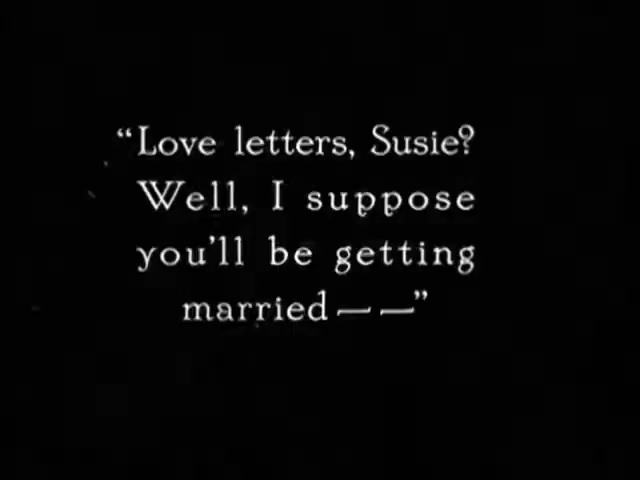 “Love letters, Susie?
Well, I suppose
you'll be getting
married— —”